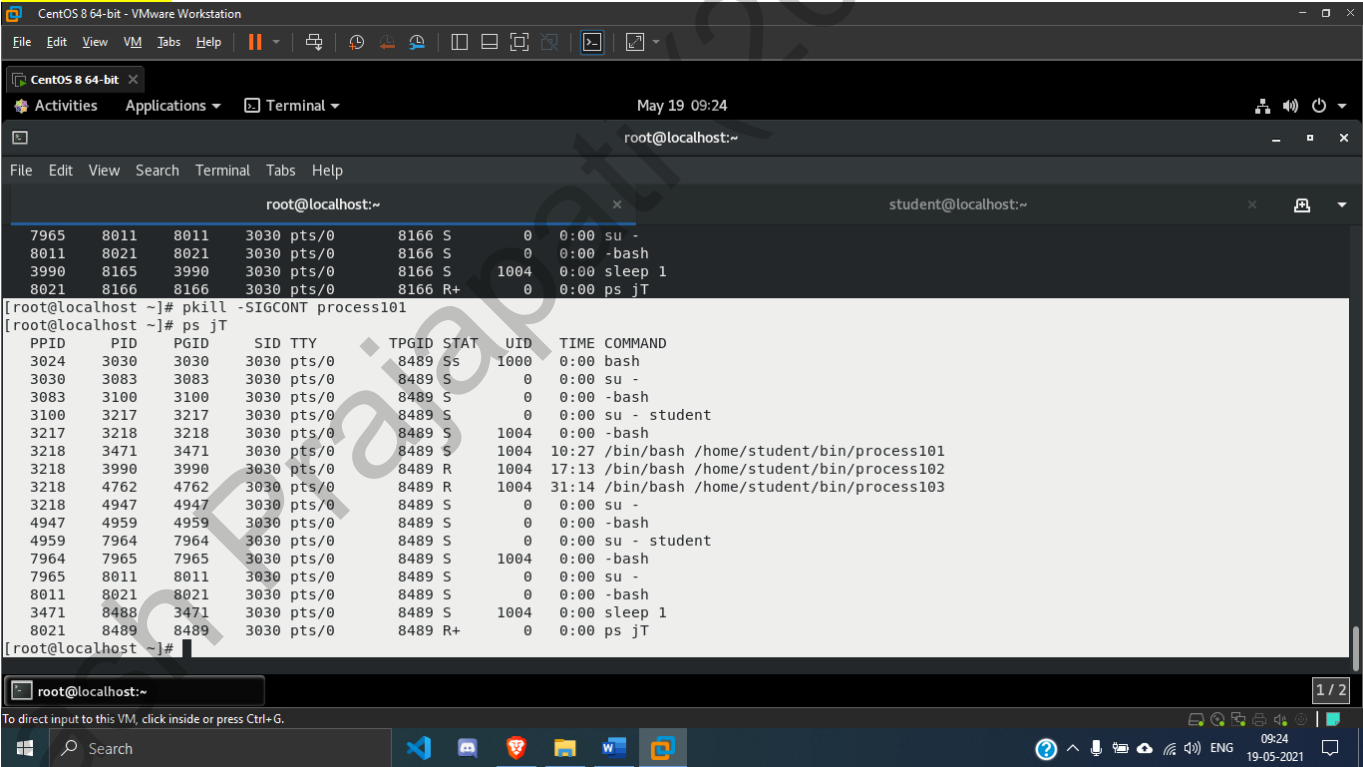 CentOS 8 64-bit - VMware Workstation
File Edit View VM Tabs Help
CentOS 8 64-bit
Activities Applications Terminal May 19 09:24
root@localhost:~
File Edit View Search Terminal Tabs Help
root@localhost:~ student@localhost:~
7965 8011 8011 3030 pts/0 8166 S 0 0:00 su -
8011 8021 8021 3030 pts/0 8166 S 0 0:00 -bash
3990 8165 3990 3030 pts/0 8166 S 1004 0:00 sleep 1
8021 8166 8166 3030 pts/0 8166 R+ 0 0:00 ps jT
[root@localhost ~]# pkill -SIGCONT process101
[root@localhost ~]# ps jT
PPID PID PGID SID TTY TPGID STAT UID TIME COMMAND
3024 3030 3030 3030 pts/0 8489 Ss 1000 0:00 bash
3030 3083 3083 3030 pts/0 8489 S 0 0:00 su -
3083 3100 3100 3030 pts/0 8489 S 0 0:00 -bash
3100 3217 3217 3030 pts/0 8489 S 0 0:00 su - student
3217 3218 3218 3030 pts/0 8489 S 1004 0:00 -bash
3218 3471 3471 3030 pts/0 8489 S 1004 10:27 /bin/bash /home/student/bin/process101
3218 3990 3990 3030 pts/0 8489 R 1004 17:13 /bin/bash /home/student/bin/process102
3218 4762 4762 3030 pts/0 8489 R 1004 31:14 /bin/bash /home/student/bin/process103
3218 4947 4947 3030 pts/0 8489 S 0 0:00 su -
4947 4959 4959 3030 pts/0 8489 S 0 0:00 -bash
4959 7964 7964 3030 pts/0 8489 S 0 0:00 su - student
7964 7965 7965 3030 pts/0 8489 S 1004 0:00 -bash
7965 8011 8011 3030 pts/0 8489 S 0 0:00 su -
8011 8021 8021 3030 pts/0 8489 S 0 0:00 -bash
3471 8488 3471 3030 pts/0 8489 S 1004 0:00 sleep 1
8021 8489 8489 3030 pts/0 8489 R+ 0 0:00 ps jT
[root@localhost ~]#
root@localhost:~ 1 / 2
To direct input to this VM, click inside or press Ctrl+G.
Search ENG 09:24
19-05-2021
Prajapati